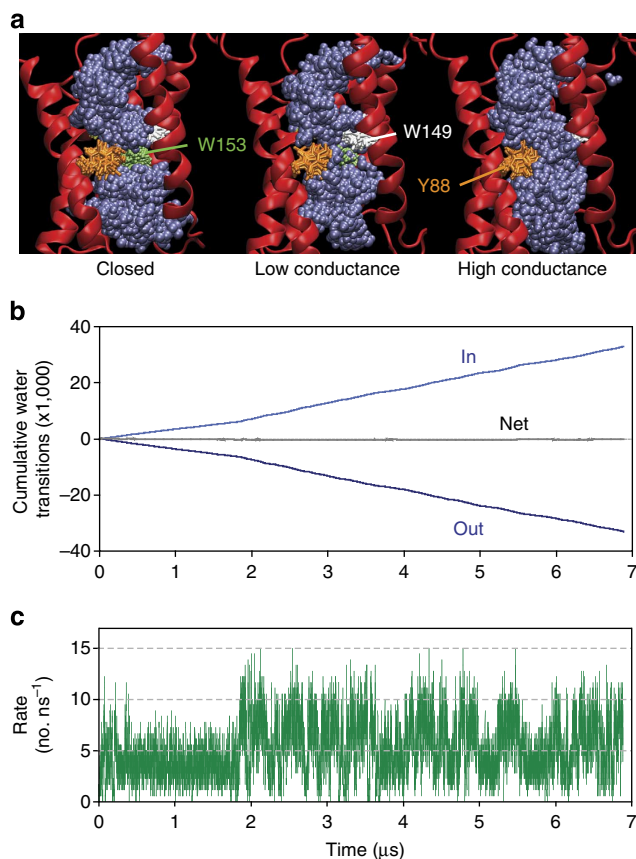 a
W153
W149
Y88
Closed
Low conductance
High conductance
b
Cumulative water
transitions (x1,000)
40
20
0
−20
−40
In
Net
Out
0 1 2 3 4 5 6 7
c
Rate
(no. ns⁻¹)
15
10
5
0
0 1 2 3 4 5 6 7
Time (μs)